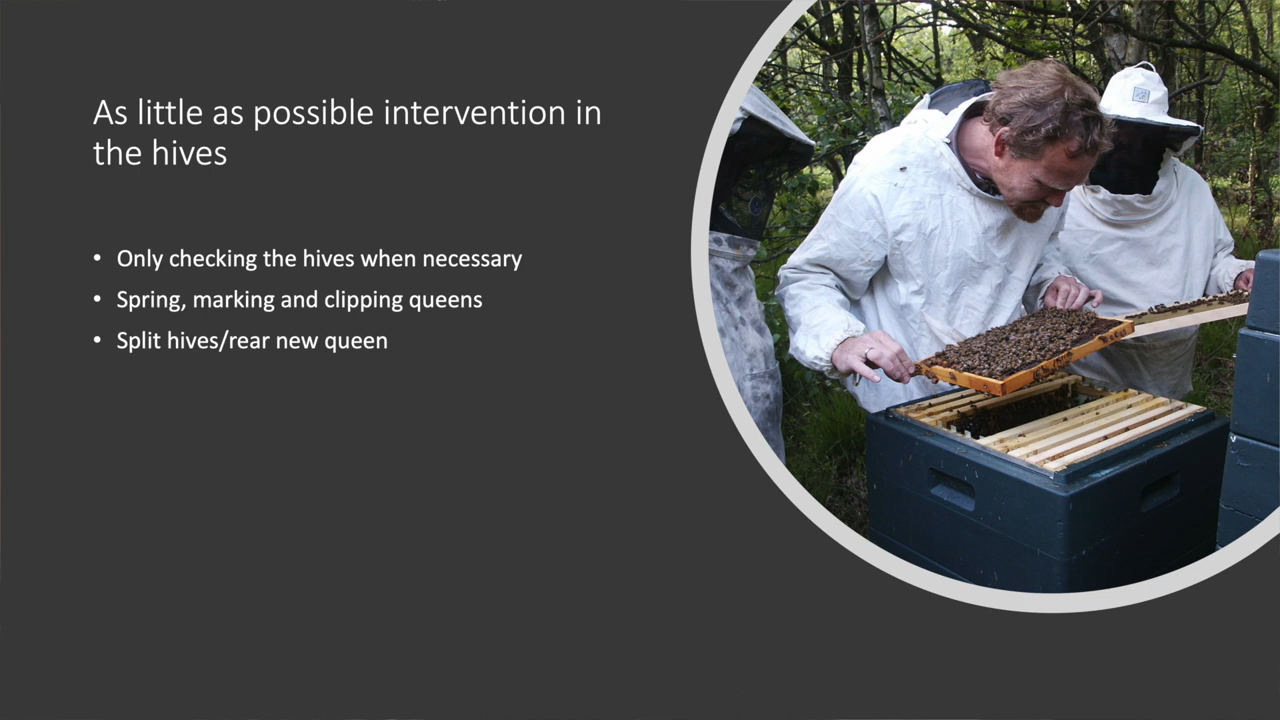 As little as possible intervention in
the hives
• Only checking the hives when necessary
• Spring, marking and clipping queens
• Split hives/rear new queen